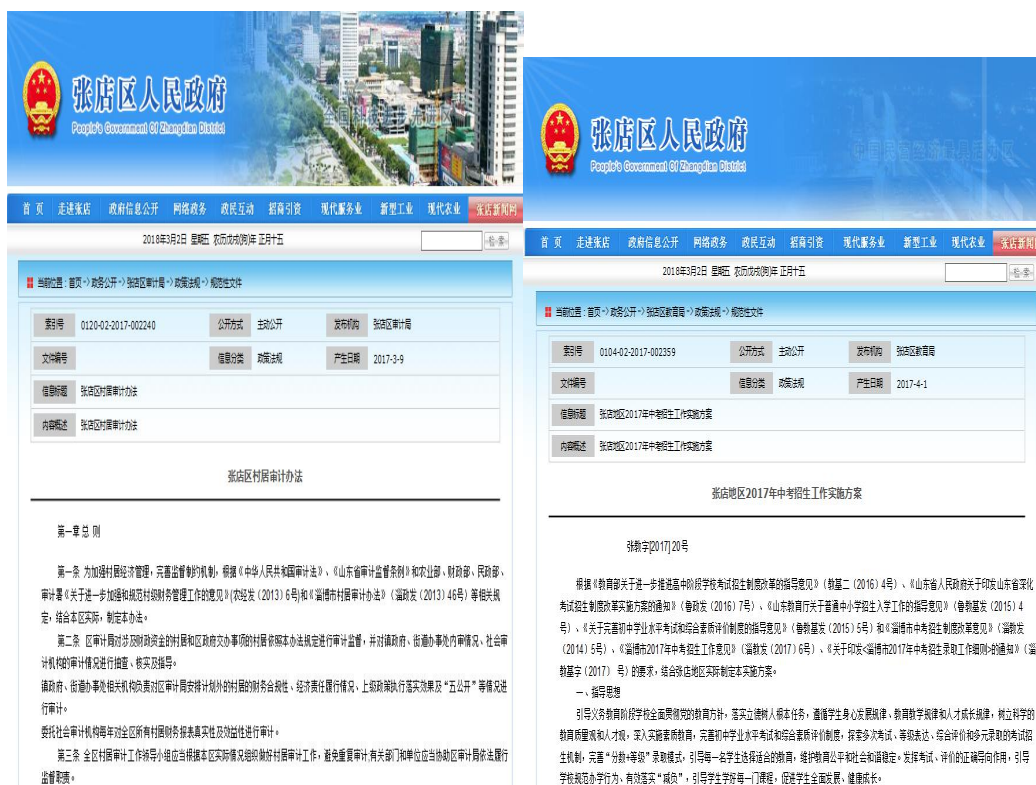 张店区人民政府
People's Government Of Zhangdian District
首 页 走进张店 政府信息公开 网络政务 政民互动 招商引资 现代服务业 新型工业 现代农业 张店新闻网
2018年3月2日 星期五 农历戊戌(狗)年 正月十五
检·索
当前位置：首页->政务公开->张店区审计局->政策法规->规范性文件
索引号 0120-02-2017-002240 公开方式 主动公开 发布机构 张店区审计局
文件编号 信息分类 政策法规 产生日期 2017-3-9
信息标题 张店区村居审计办法
内容概述 张店区村居审计办法
张店区村居审计办法
第一章 总 则
第一条 为加强村居经济管理，完善监督制约机制，根据《中华人民共和国审计法》、《山东省审计监督条例》和农业部、财政部、民政部、
审计署《关于进一步加强和规范村级财务管理工作的意见》(农经发（2013）6号)和《淄博市村居审计办法》（淄政发（2013）46号）等相关规
定，结合本区实际，制定本办法。
第二条 区审计局对涉及财政资金的村居和区政府交办事项的村居依照本办法规定进行审计监督，并对镇政府、街道办事处内审情况、社会审
计机构的审计情况进行抽查、核实及指导。
镇政府、街道办事处相关机构负责对区审计局安排计划外的村居的财务合规性、经济责任履行情况、上级政策执行落实效果及“五公开”等情况进
行审计。
委托社会审计机构每年对全区所有村居财务报表真实性及效益性进行审计。
第三条 全区村居审计工作领导小组应当根据本区实际情况组织做好村居审计工作，避免重复审计;有关部门和单位应当协助区审计局依法履行
监督职责。
张店区人民政府
People's Government Of Zhangdian District
首 页 走进张店 政府信息公开 网络政务 政民互动 招商引资 现代服务业 新型工业 现代农业 张店新闻
2018年3月2日 星期五 农历戊戌(狗)年 正月十五
检·索
当前位置：首页->政务公开->张店区教育局->政策法规->规范性文件
索引号 0104-02-2017-002359 公开方式 主动公开 发布机构 张店区教育局
文件编号 信息分类 政策法规 产生日期 2017-4-1
信息标题 张店地区2017年中考招生工作实施方案
内容概述 张店地区2017年中考招生工作实施方案
张店地区2017年中考招生工作实施方案
张教字[2017]20号
根据《教育部关于进一步推进高中阶段学校考试招生制度改革的指导意见》（教基二（2016）4号）、《山东省人民政府关于印发山东省深化
考试招生制度改革实施方案的通知》（鲁政发（2016）7号）、《山东教育厅关于普通中小学招生入学工作的指导意见》（鲁教基发（2015）4
号）、《关于完善初中学业水平考试和综合素质评价制度的指导意见》（鲁教基发（2015）5号）和《淄博市中考招生制度改革意见》（淄教发
（2014）5号）、《淄博市2017年中考招生工作意见》（淄教发（2017）6号）、《关于印发<淄博市2017年中考招生录取工作细则>的通知》（淄
教基字（2017） 号）的要求，结合张店地区实际制定本实施方案。
一、指导思想
引导义务教育阶段学校全面贯彻党的教育方针，落实立德树人根本任务，遵循学生身心发展规律、教育教学规律和人才成长规律，树立科学的
教育质量观和人才观，深入实施素质教育，完善初中学业水平考试和综合素质评价制度，探索多次考试、等级表达、综合评价和多元录取的考试招
生机制，完善“分数+等级”录取模式，引导每一名学生选择适合的教育，维护教育公平和社会和谐稳定。发挥考试、评价的正确导向作用，引导
学校规范办学行为、有效落实“减负”，引导学生学好每一门课程，促进学生全面发展、健康成长。